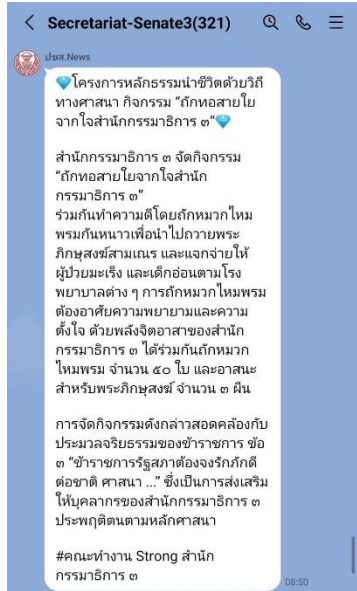 Secretariat-Senate3(321)
ปชส.News
💎โครงการหลักธรรมนำชีวิตด้วยวิถี
ทางศาสนา กิจกรรม “ถักทอสายใย
จากใจสำนักกรรมาธิการ ๓”💎
สำนักกรรมาธิการ ๓ จัดกิจกรรม
“ถักทอสายใยจากใจสำนัก
กรรมาธิการ ๓”
ร่วมกันทำความดีโดยถักหมวกไหม
พรมกันหนาวเพื่อนำไปถวายพระ
ภิกษุสงฆ์สามเณร และแจกจ่ายให้
ผู้ป่วยมะเร็ง และเด็กอ่อนตามโรง
พยาบาลต่าง ๆ การถักหมวกไหมพรม
ต้องอาศัยความพยายามและความ
ตั้งใจ ด้วยพลังจิตอาสาของสำนัก
กรรมาธิการ ๓ ได้ร่วมกันถักหมวก
ไหมพรม จำนวน ๕๐ ใบ และอาสนะ
สำหรับพระภิกษุสงฆ์ จำนวน ๓ ผืน
การจัดกิจกรรมดังกล่าวสอดคล้องกับ
ประมวลจริยธรรมของข้าราชการ ข้อ
๓ “ข้าราชการรัฐสภาต้องจงรักภักดี
ต่อชาติ ศาสนา ...” ซึ่งเป็นการส่งเสริม
ให้บุคลากรของสำนักกรรมาธิการ ๓
ประพฤติตนตามหลักศาสนา
#คณะทำงาน Strong สำนัก
กรรมาธิการ ๓
08:50